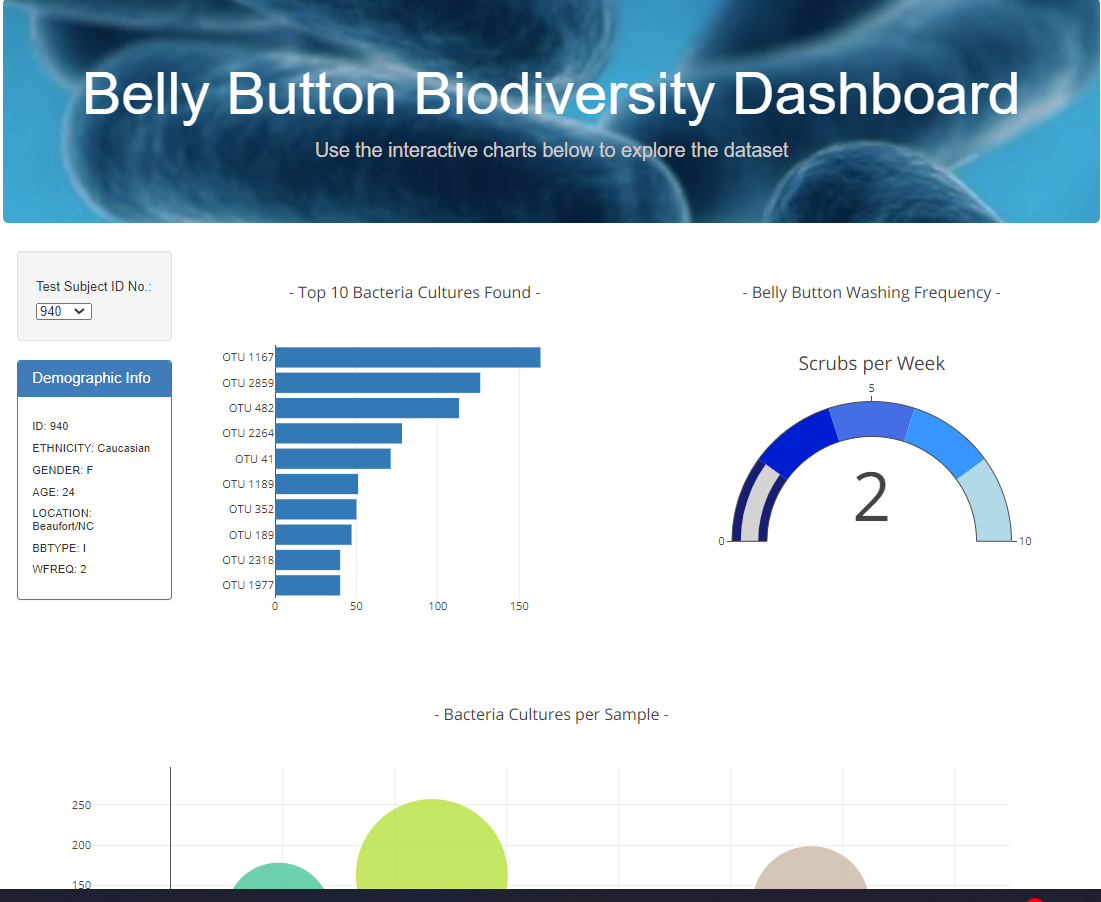 Belly Button Biodiversity Dashboard
Use the interactive charts below to explore the dataset
Test Subject ID No.:
940
Demographic Info
ID: 940
ETHNICITY: Caucasian
GENDER: F
AGE: 24
LOCATION:
Beaufort/NC
BBTYPE: I
WFREQ: 2
- Top 10 Bacteria Cultures Found -
OTU 1167
OTU 2859
OTU 482
OTU 2264
OTU 41
OTU 1189
OTU 352
OTU 189
OTU 2318
OTU 1977
0 50 100 150
- Belly Button Washing Frequency -
Scrubs per Week
5
2
0 10
- Bacteria Cultures per Sample -
250
200
150